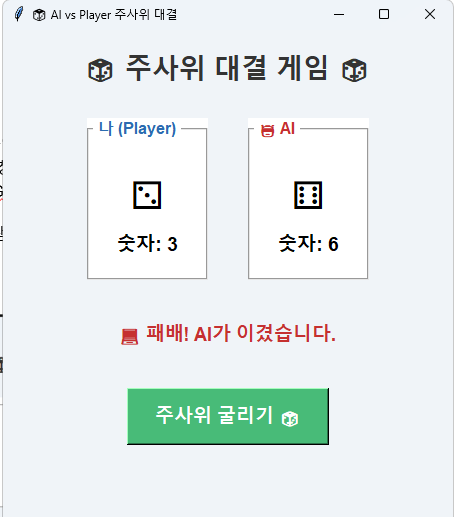 AI vs Player 주사위 대결
주사위 대결 게임
나 (Player)
AI
숫자: 3
숫자: 6
패배! AI가 이겼습니다.
주사위 굴리기